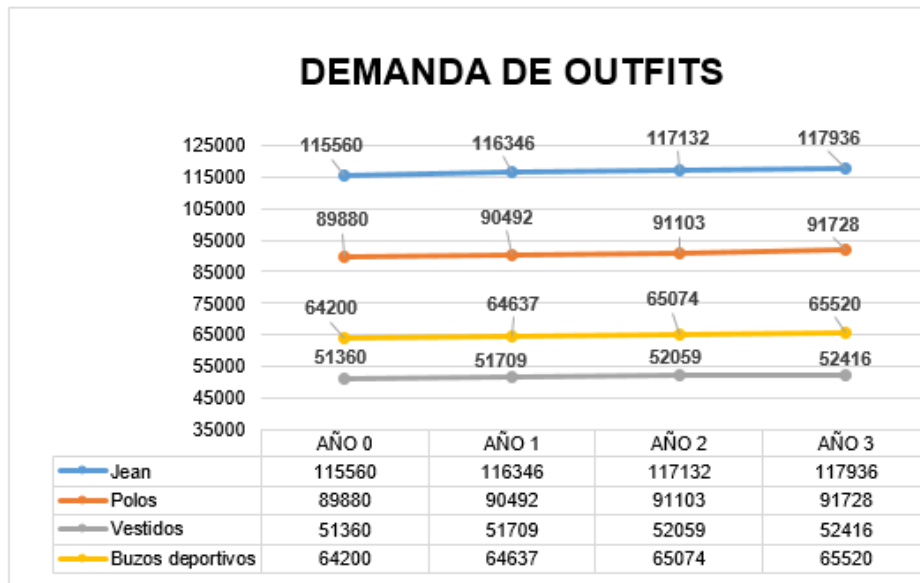 DEMANDA DE OUTFITS
125000
115000
105000
95000
85000
75000
65000
55000
45000
35000
115560 116346 117132 117936
89880 90492 91103 91728
64200 64637 65074 65520
51360 51709 52059 52416
AÑO 0 AÑO 1 AÑO 2 AÑO 3
Jean 115560 116346 117132 117936
Polos 89880 90492 91103 91728
Vestidos 51360 51709 52059 52416
Buzos deportivos 64200 64637 65074 65520